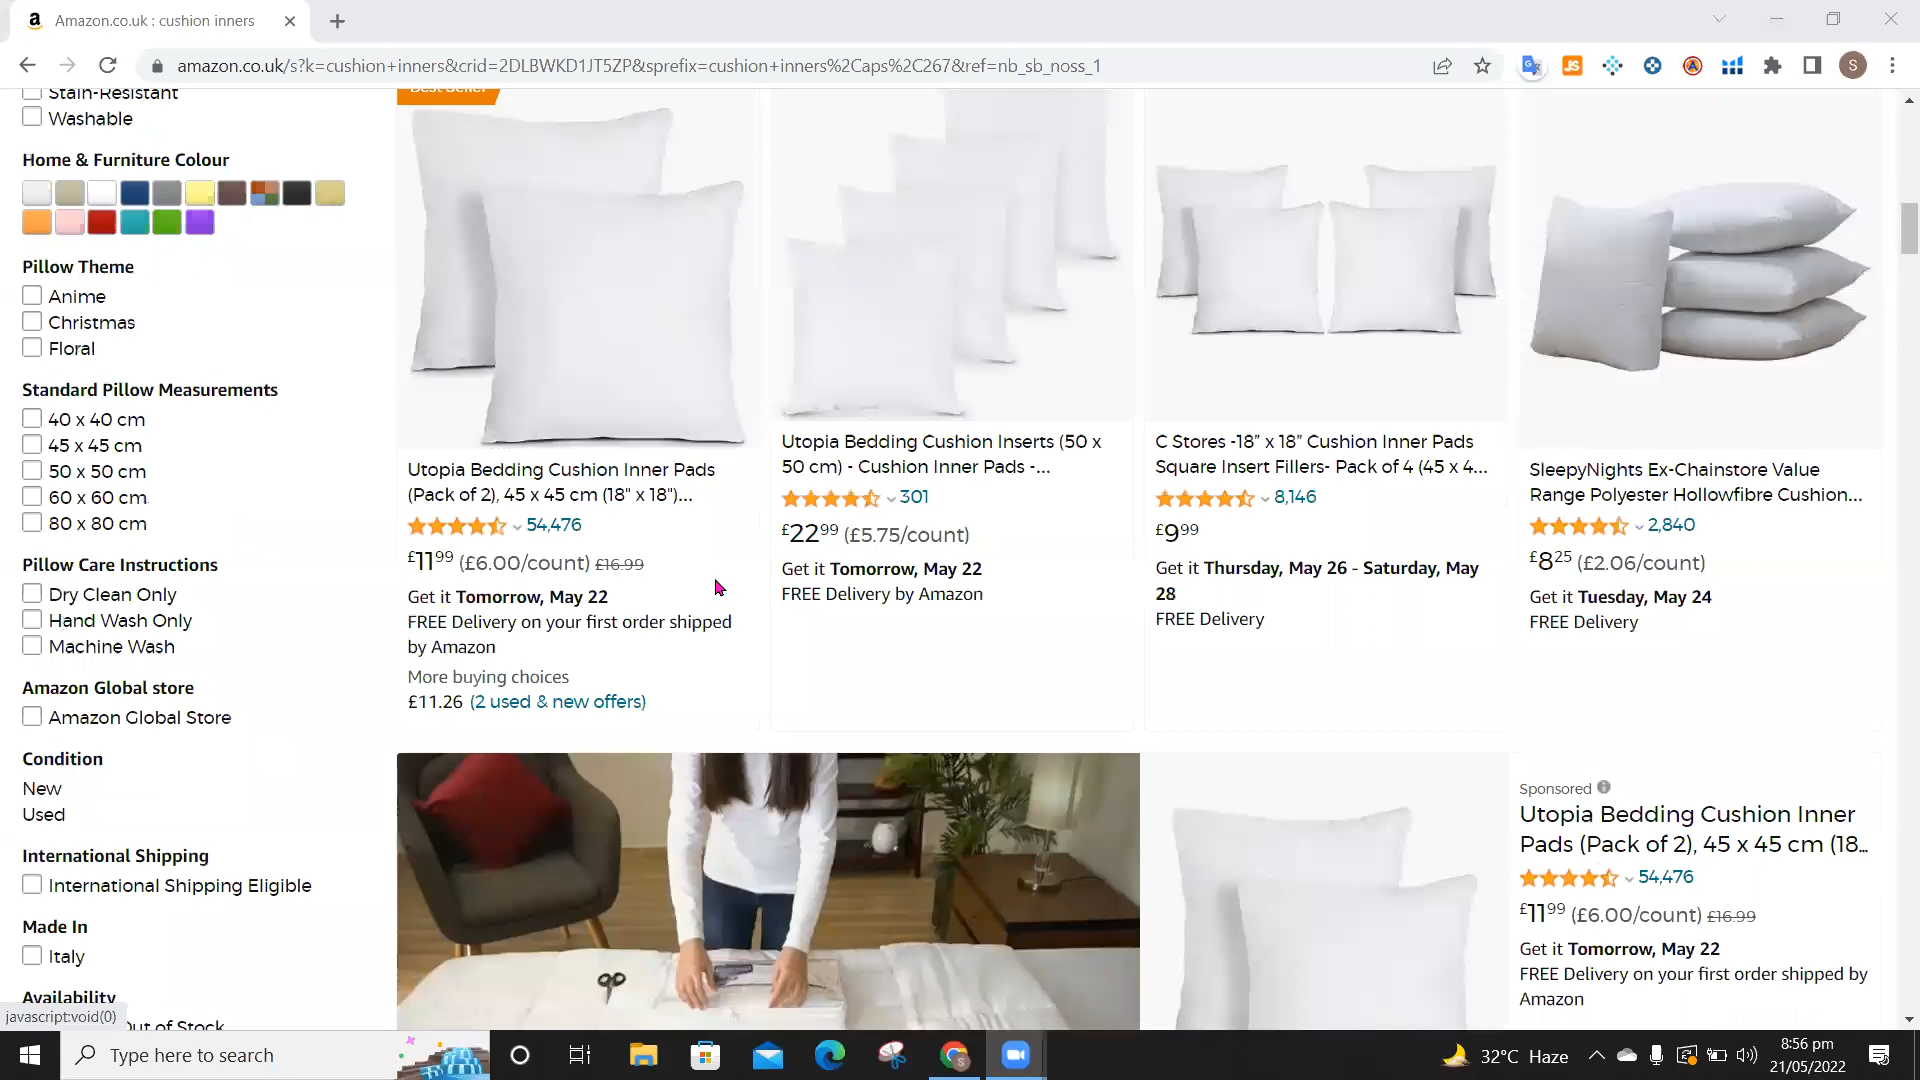 Amazon.co.uk : cushion inners
amazon.co.uk/s?k=cushion+inners&crid=2DLBWKD1JT5ZP&sprefix=cushion+inners%2Caps%2C267&ref=nb_sb_noss_1
JS
S
Stain-Resistant
Washable
Home & Furniture Colour
Pillow Theme
Anime
Christmas
Floral
Standard Pillow Measurements
40 x 40 cm
45 x 45 cm
50 x 50 cm
60 x 60 cm
80 x 80 cm
Pillow Care Instructions
Dry Clean Only
Hand Wash Only
Machine Wash
Amazon Global store
Amazon Global Store
Condition
New
Used
International Shipping
International Shipping Eligible
Made In
Italy
Availability
Out of Stock
javascript:void(0)
Best Seller
Utopia Bedding Cushion Inner Pads
(Pack of 2), 45 x 45 cm (18" x 18")...
54,476
£11.99 (£6.00/count) £16.99
Get it Tomorrow, May 22
FREE Delivery on your first order shipped
by Amazon
More buying choices
£11.26 (2 used & new offers)
Utopia Bedding Cushion Inserts (50 x
50 cm) - Cushion Inner Pads -...
301
£22.99 (£5.75/count)
Get it Tomorrow, May 22
FREE Delivery by Amazon
C Stores -18” x 18” Cushion Inner Pads
Square Insert Fillers- Pack of 4 (45 x 4...
8,146
£9.99
Get it Thursday, May 26 - Saturday, May
28
FREE Delivery
SleepyNights Ex-Chainstore Value
Range Polyester Hollowfibre Cushion...
2,840
£8.25 (£2.06/count)
Get it Tuesday, May 24
FREE Delivery
Sponsored
Utopia Bedding Cushion Inner
Pads (Pack of 2), 45 x 45 cm (18...
54,476
£11.99 (£6.00/count) £16.99
Get it Tomorrow, May 22
FREE Delivery on your first order shipped by
Amazon
Type here to search
32°C Haze
8:56 pm
21/05/2022